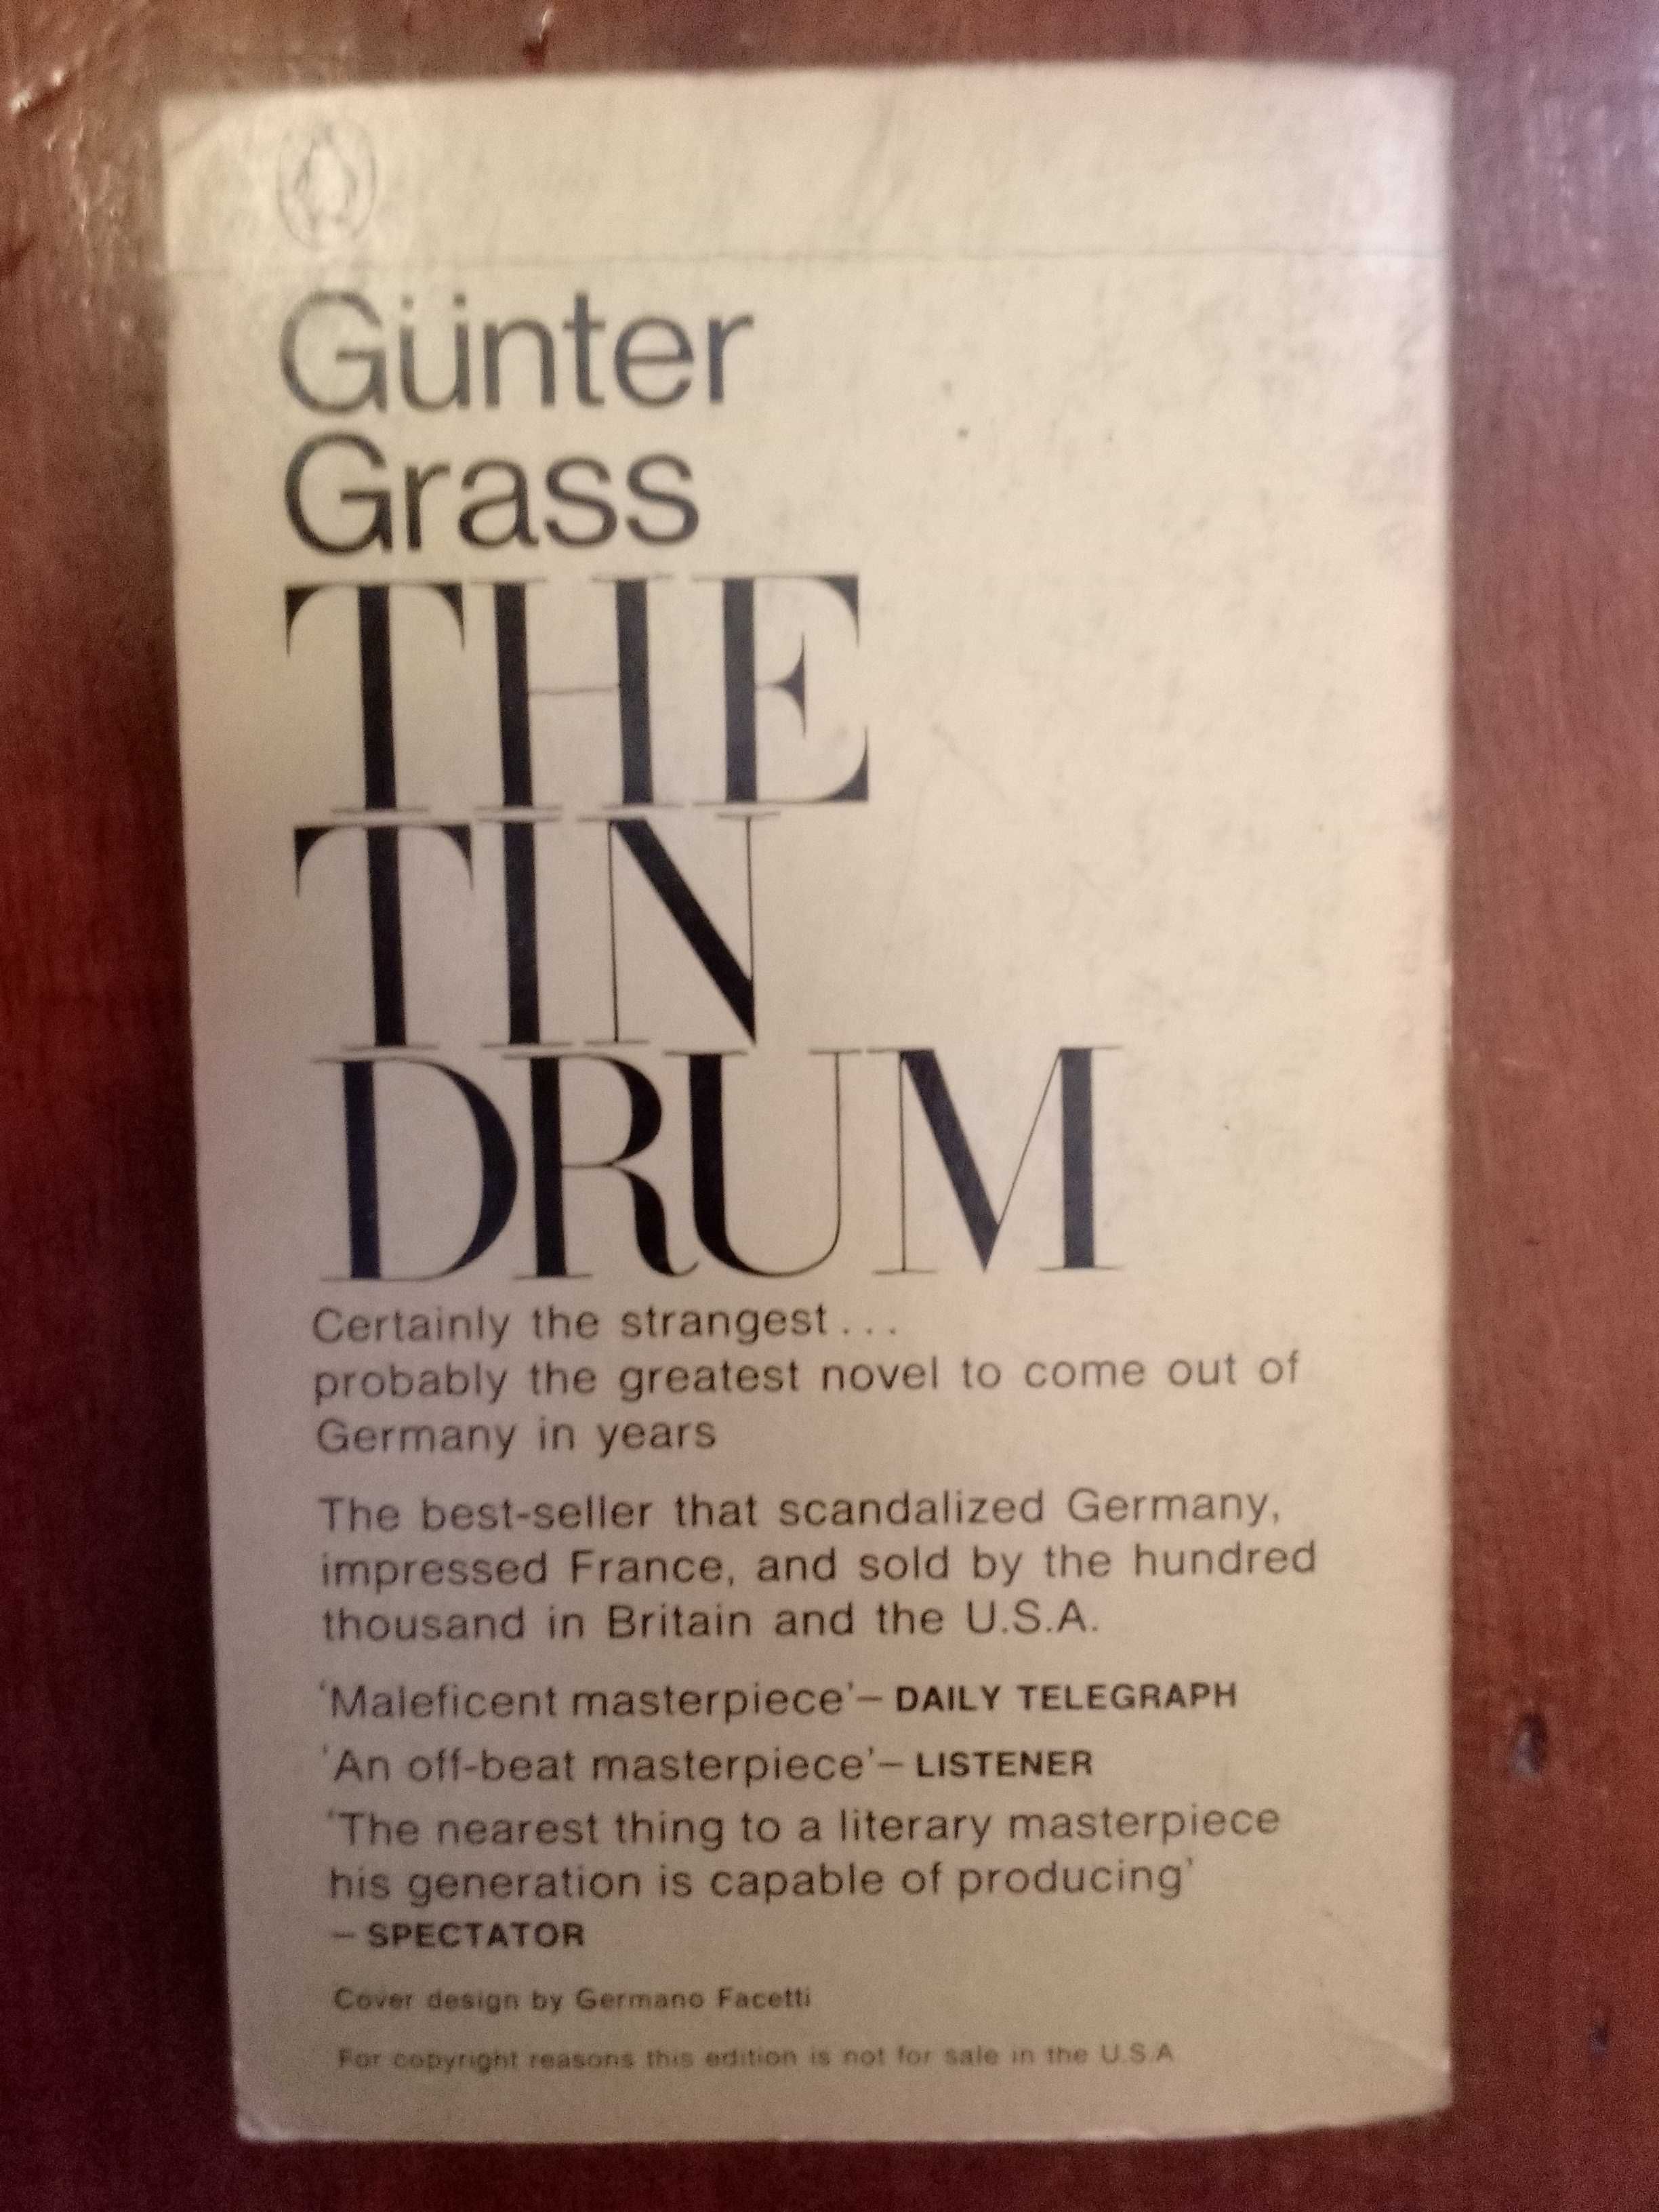 Günter
Grass
THE
TIN
DRUM
Certainly the strangest...
probably the greatest novel to come out of
Germany in years
The best-seller that scandalized Germany,
impressed France, and sold by the hundred
thousand in Britain and the U.S.A.
‘Maleficent masterpiece’– DAILY TELEGRAPH
‘An off-beat masterpiece’– LISTENER
‘The nearest thing to a literary masterpiece
his generation is capable of producing’
– SPECTATOR
Cover design by Germano Facetti
For copyright reasons this edition is not for sale in the U.S.A